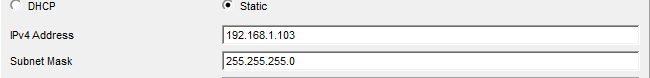 DHCP Static
IPv4 Address 192.168.1.103
Subnet Mask 255.255.255.0